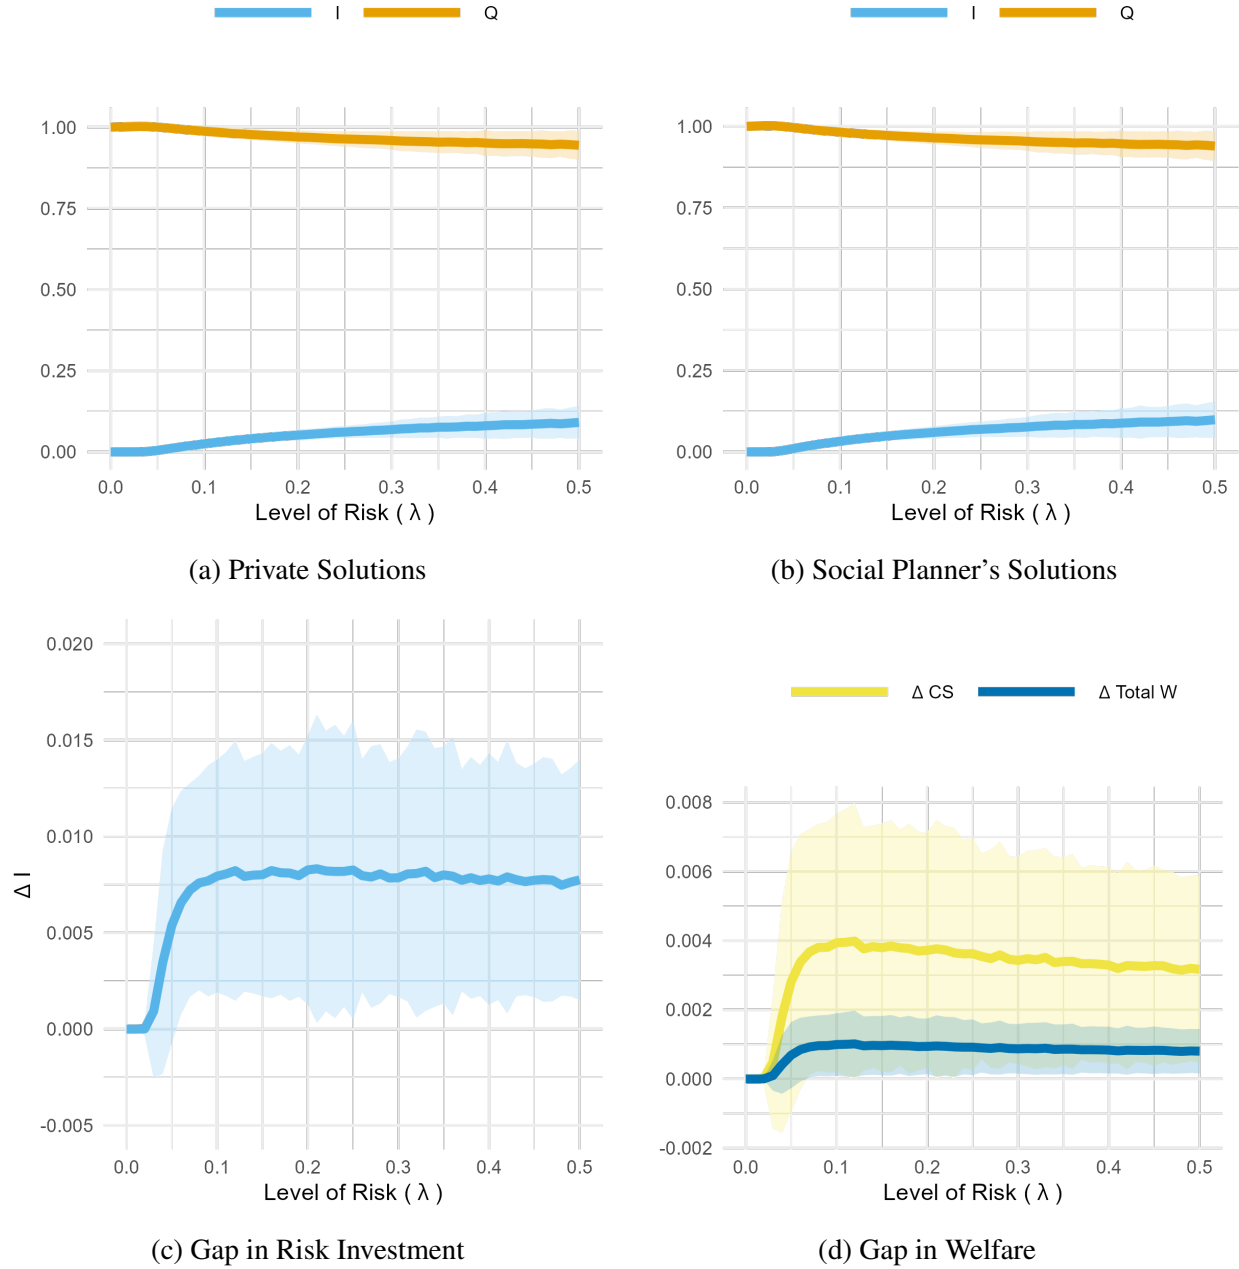 I Q
1.00
0.75
0.50
0.25
0.00
0.0 0.1 0.2 0.3 0.4 0.5
Level of Risk ( λ )
(a) Private Solutions
I Q
1.00
0.75
0.50
0.25
0.00
0.0 0.1 0.2 0.3 0.4 0.5
Level of Risk ( λ )
(b) Social Planner's Solutions
0.020
0.015
0.010
0.005
0.000
-0.005
Δ I
0.0 0.1 0.2 0.3 0.4 0.5
Level of Risk ( λ )
(c) Gap in Risk Investment
Δ CS Δ Total W
0.008
0.006
0.004
0.002
0.000
-0.002
0.0 0.1 0.2 0.3 0.4 0.5
Level of Risk ( λ )
(d) Gap in Welfare